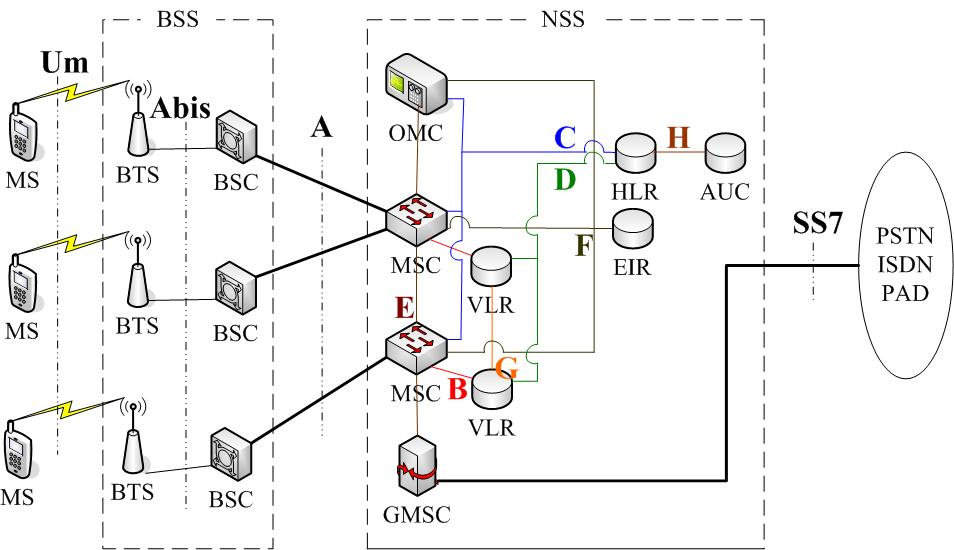 BSS
NSS
Um
Abis
A
OMC
C
H
D
MS
BTS
BSC
HLR
AUC
SS7
MSC
F
EIR
VLR
PSTN
ISDN
PAD
MS
BTS
BSC
E
MSC
B
G
VLR
MS
BTS
BSC
GMSC